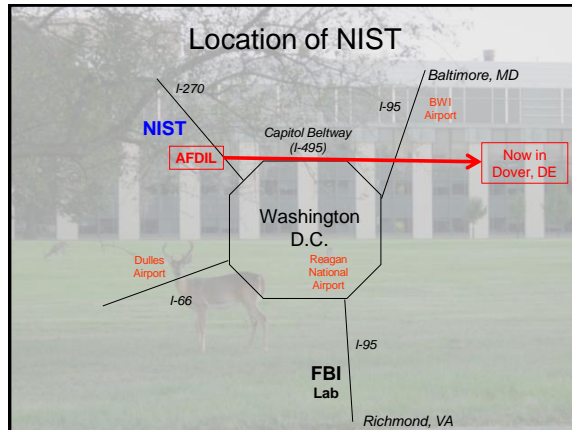 Location of NIST
Baltimore, MD
I-270
I-95
BWI
Airport
NIST
Capitol Beltway
(I-495)
AFDIL
Now in
Dover, DE
Washington
D.C.
Dulles
Airport
Reagan
National
Airport
I-66
I-95
FBI
Lab
Richmond, VA